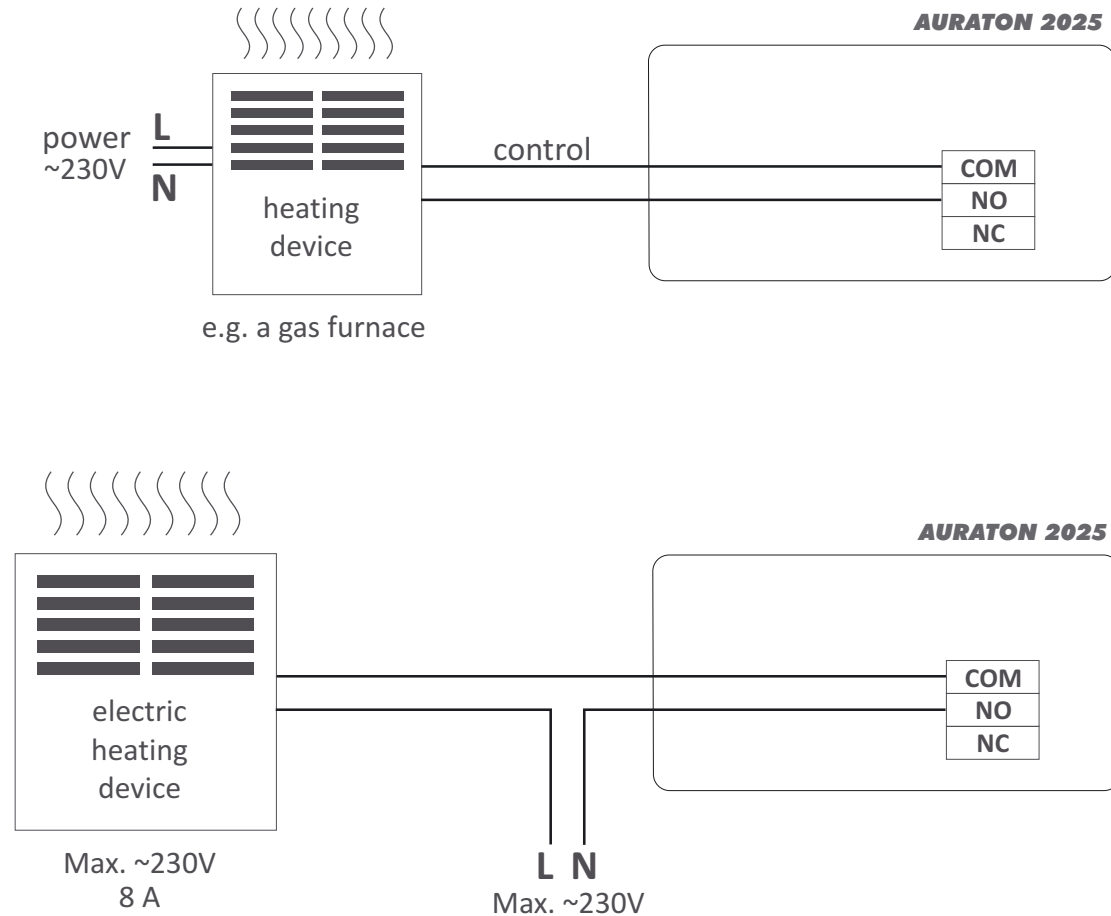 AURATON 2025
power
~230V
L
N
control
COM
NO
NC
heating
device
e.g. a gas furnace
AURATON 2025
COM
NO
NC
electric
heating
device
Max. ~230V
8 A
L N
Max. ~230V